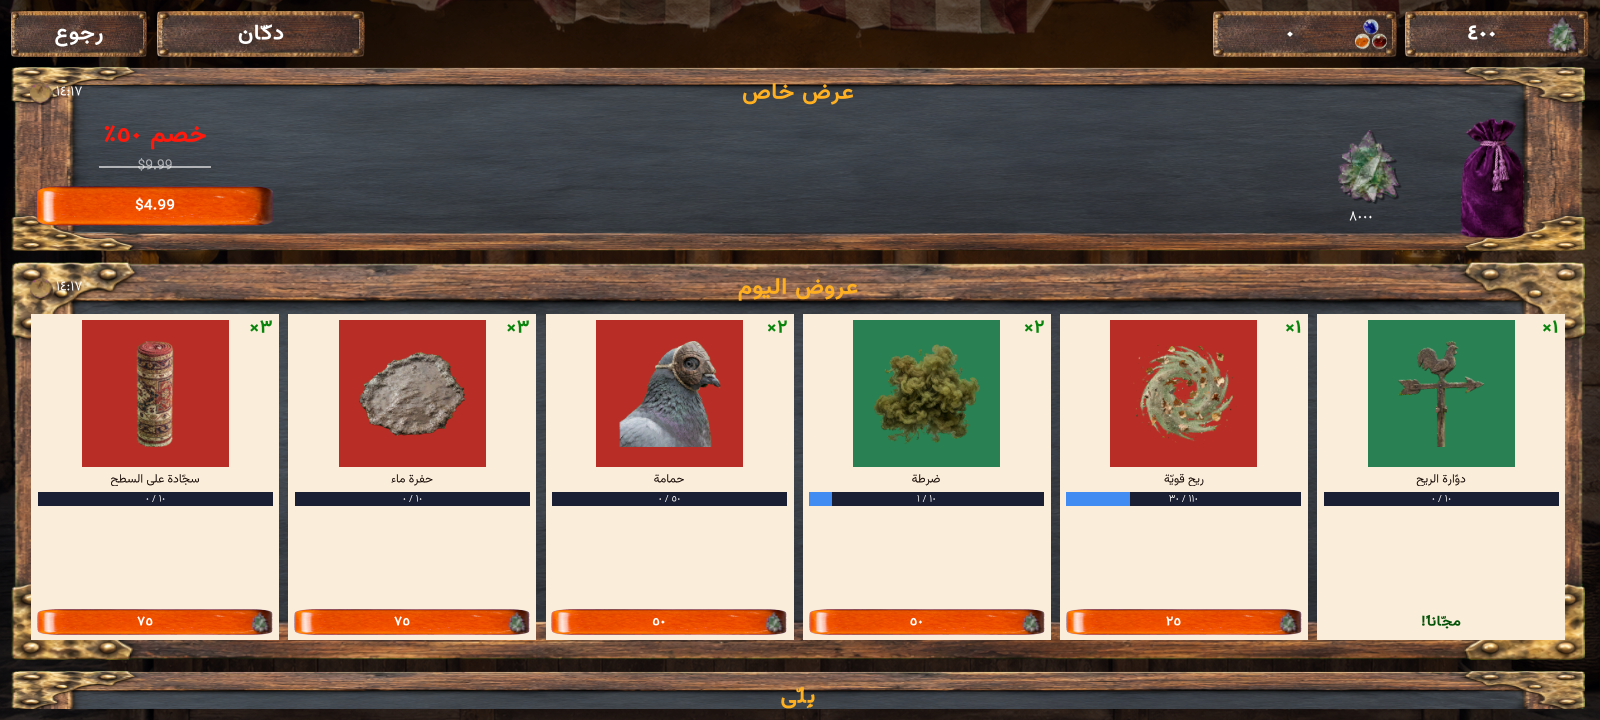 ٤٠٠
٠
دكّان
رجوع
عرض خاص
١٤:١٧
٨٠٠٠
خصم ٥٠٪
$9.99
$4.99
عروض اليوم
١٤:١٧
×١
دوّارة الريح
٠ / ١٠
مجّاناً!
×١
ريح قويّة
٣٠ / ١١٠
٢٥
×٢
ضرطة
١ / ١٠
٥٠
×٢
حمامة
٠ / ٥٠
٥٠
×٣
حفرة ماء
٠ / ١٠
٧٥
×٣
سجّادة على السطح
٠ / ١٠
٧٥